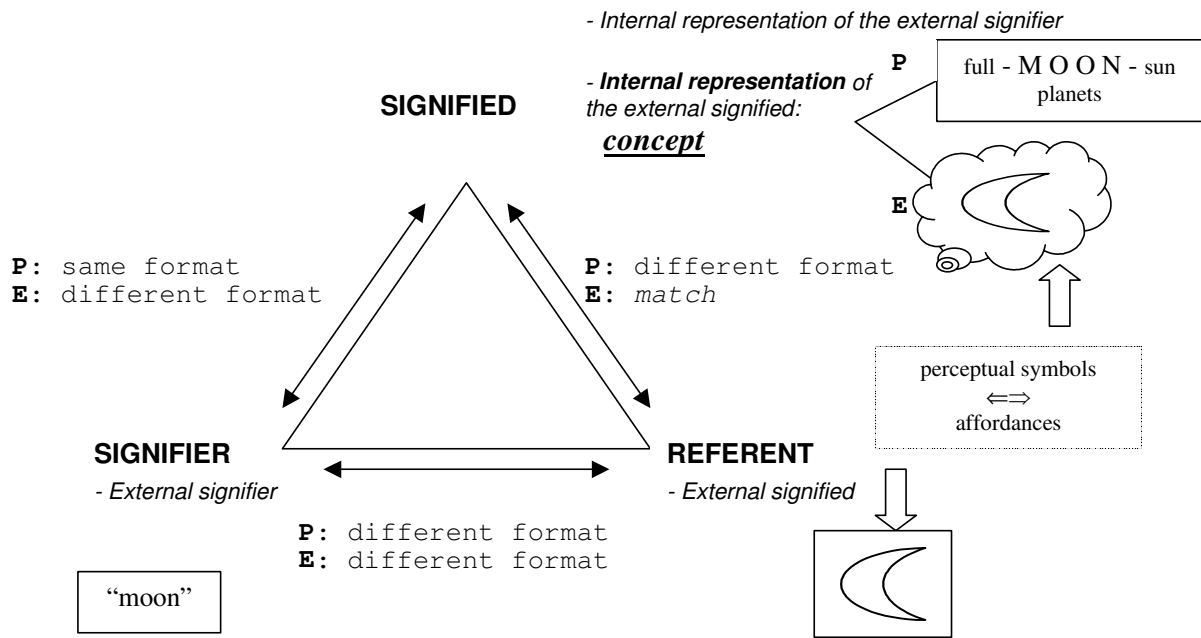 - Internal representation of the external signifier
P
full - M O O N - sun
planets
- Internal representation of
the external signified:
concept
SIGNIFIED
E
P: same format
E: different format
P: different format
E: match
perceptual symbols
⇐⇒
affordances
SIGNIFIER
- External signifier
REFERENT
- External signified
P: different format
E: different format
“moon”